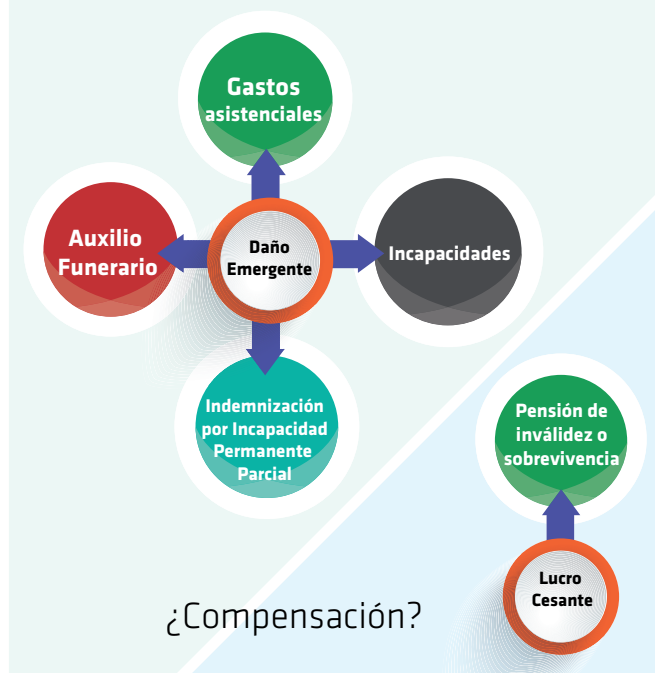 Gastos
asistenciales
Auxilio
Funerario
Daño
Emergente
Incapacidades
Indemnización
por Incapacidad
Permanente
Parcial
Pensión de
inválidez o
sobrevivencia
Lucro
Cesante
¿Compensación?